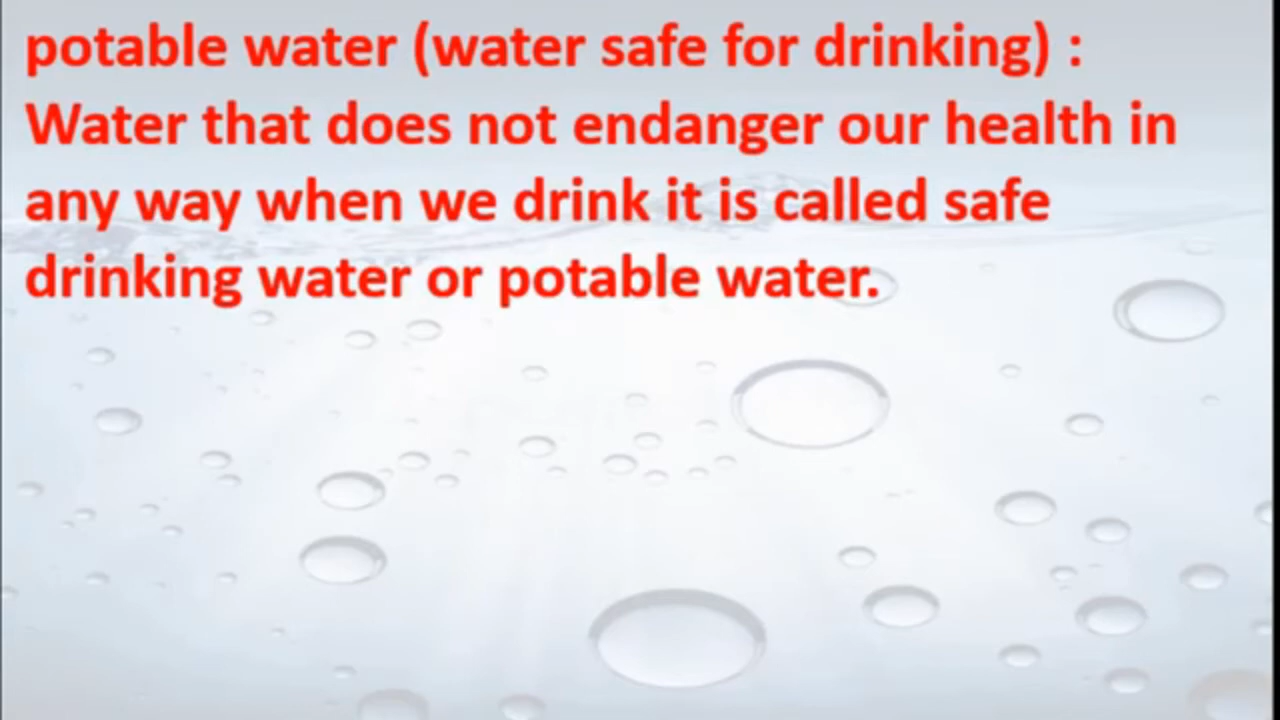 potable water (water safe for drinking) :
Water that does not endanger our health in
any way when we drink it is called safe
drinking water or potable water.